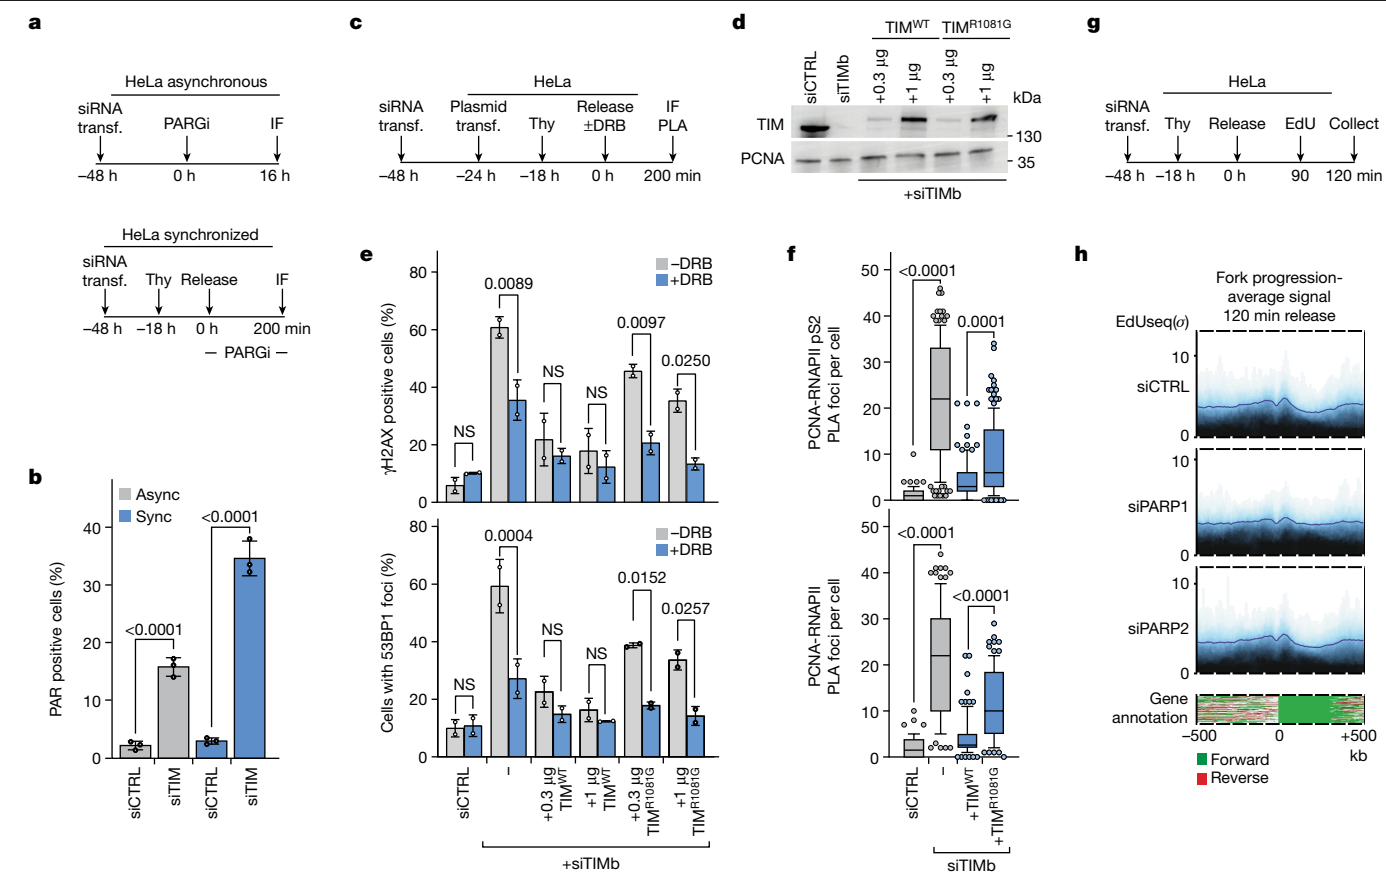 a
HeLa asynchronous
siRNA
transf.
PARGi
IF
–48 h
0 h
16 h
HeLa synchronized
siRNA
transf.
Thy
Release
IF
–48 h
–18 h
0 h
200 min
– PARGi –
b
Async
Sync
PAR positive cells (%)
40
30
20
10
0
<0.0001
<0.0001
siCTRL
siTIM
siCTRL
siTIM
c
HeLa
siRNA
transf.
Plasmid
transf.
Thy
Release
±DRB
IF
PLA
–48 h
–24 h
–18 h
0 h
200 min
d
TIMWT
TIMR1081G
siCTRL
siTIMb
+0.3 μg
+1 μg
+0.3 μg
+1 μg
kDa
TIM
130
PCNA
35
+siTIMb
e
–DRB
+DRB
γH2AX positive cells (%)
80
60
40
20
0
NS
0.0089
NS
NS
0.0097
0.0250
–DRB
+DRB
Cells with 53BP1 foci (%)
80
60
40
20
0
NS
0.0004
NS
NS
0.0152
0.0257
siCTRL
–
+0.3 μg
TIMWT
+1 μg
TIMWT
+0.3 μg
TIMR1081G
+1 μg
TIMR1081G
+siTIMb
f
PCNA-RNAPII pS2
PLA foci per cell
50
40
30
20
10
0
<0.0001
0.0001
PCNA-RNAPII
PLA foci per cell
50
40
30
20
10
0
<0.0001
<0.0001
siCTRL
–
+TIMWT
+TIMR1081G
siTIMb
g
HeLa
siRNA
transf.
Thy
Release
EdU
Collect
–48 h
–18 h
0 h
90
120 min
h
Fork progression-
average signal
120 min release
EdUseq(σ)
10
siCTRL
0
10
siPARP1
0
10
siPARP2
0
Gene
annotation
–500
0
+500
kb
Forward
Reverse